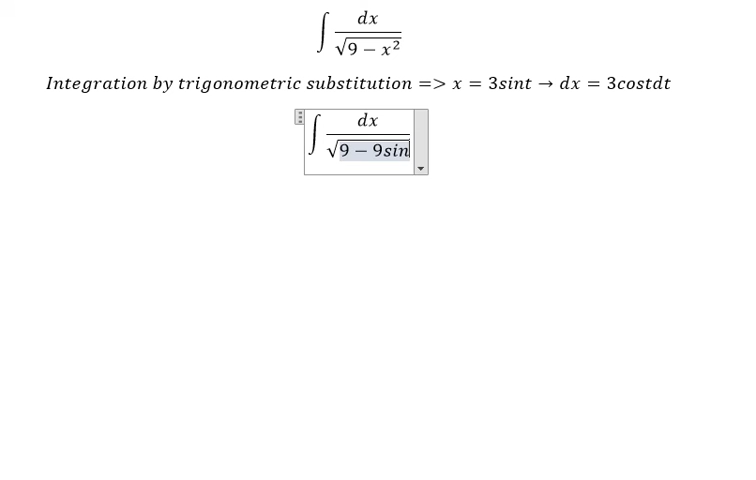 ∫ dx / √(9 − x²)
Integration by trigonometric substitution => x = 3sint → dx = 3costdt
∫ dx / √(9 − 9sin)